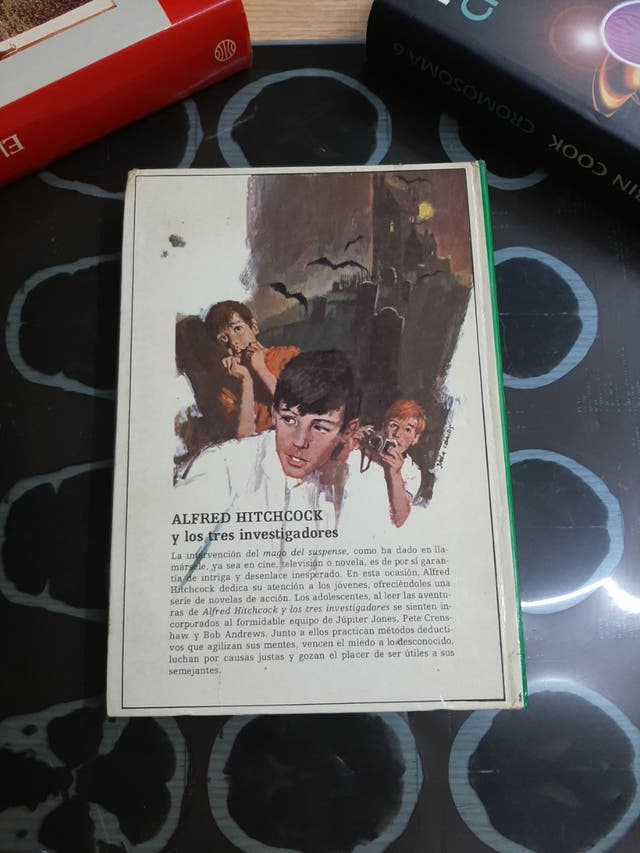 El
CROMOSOMA 6
BIN COOK
ALFRED HITCHCOCK
y los tres investigadores
La intervención del mago del suspense, como ha dado en lla-
mársele, ya sea en cine, televisión o novela, es de por sí garan-
tía de intriga y desenlace inesperado. En esta ocasión, Alfred
Hitchcock dedica su atención a los jóvenes, ofreciéndoles una
serie de novelas de acción. Los adolescentes, al leer las aventu-
ras de Alfred Hitchcock y los tres investigadores se sienten in-
corporados al formidable equipo de Júpiter Jones, Pete Crens-
haw y Bob Andrews. Junto a ellos practican métodos deducti-
vos que agilizan sus mentes, vencen el miedo a lo desconocido,
luchan por causas justas y gozan el placer de ser útiles a sus
semejantes.